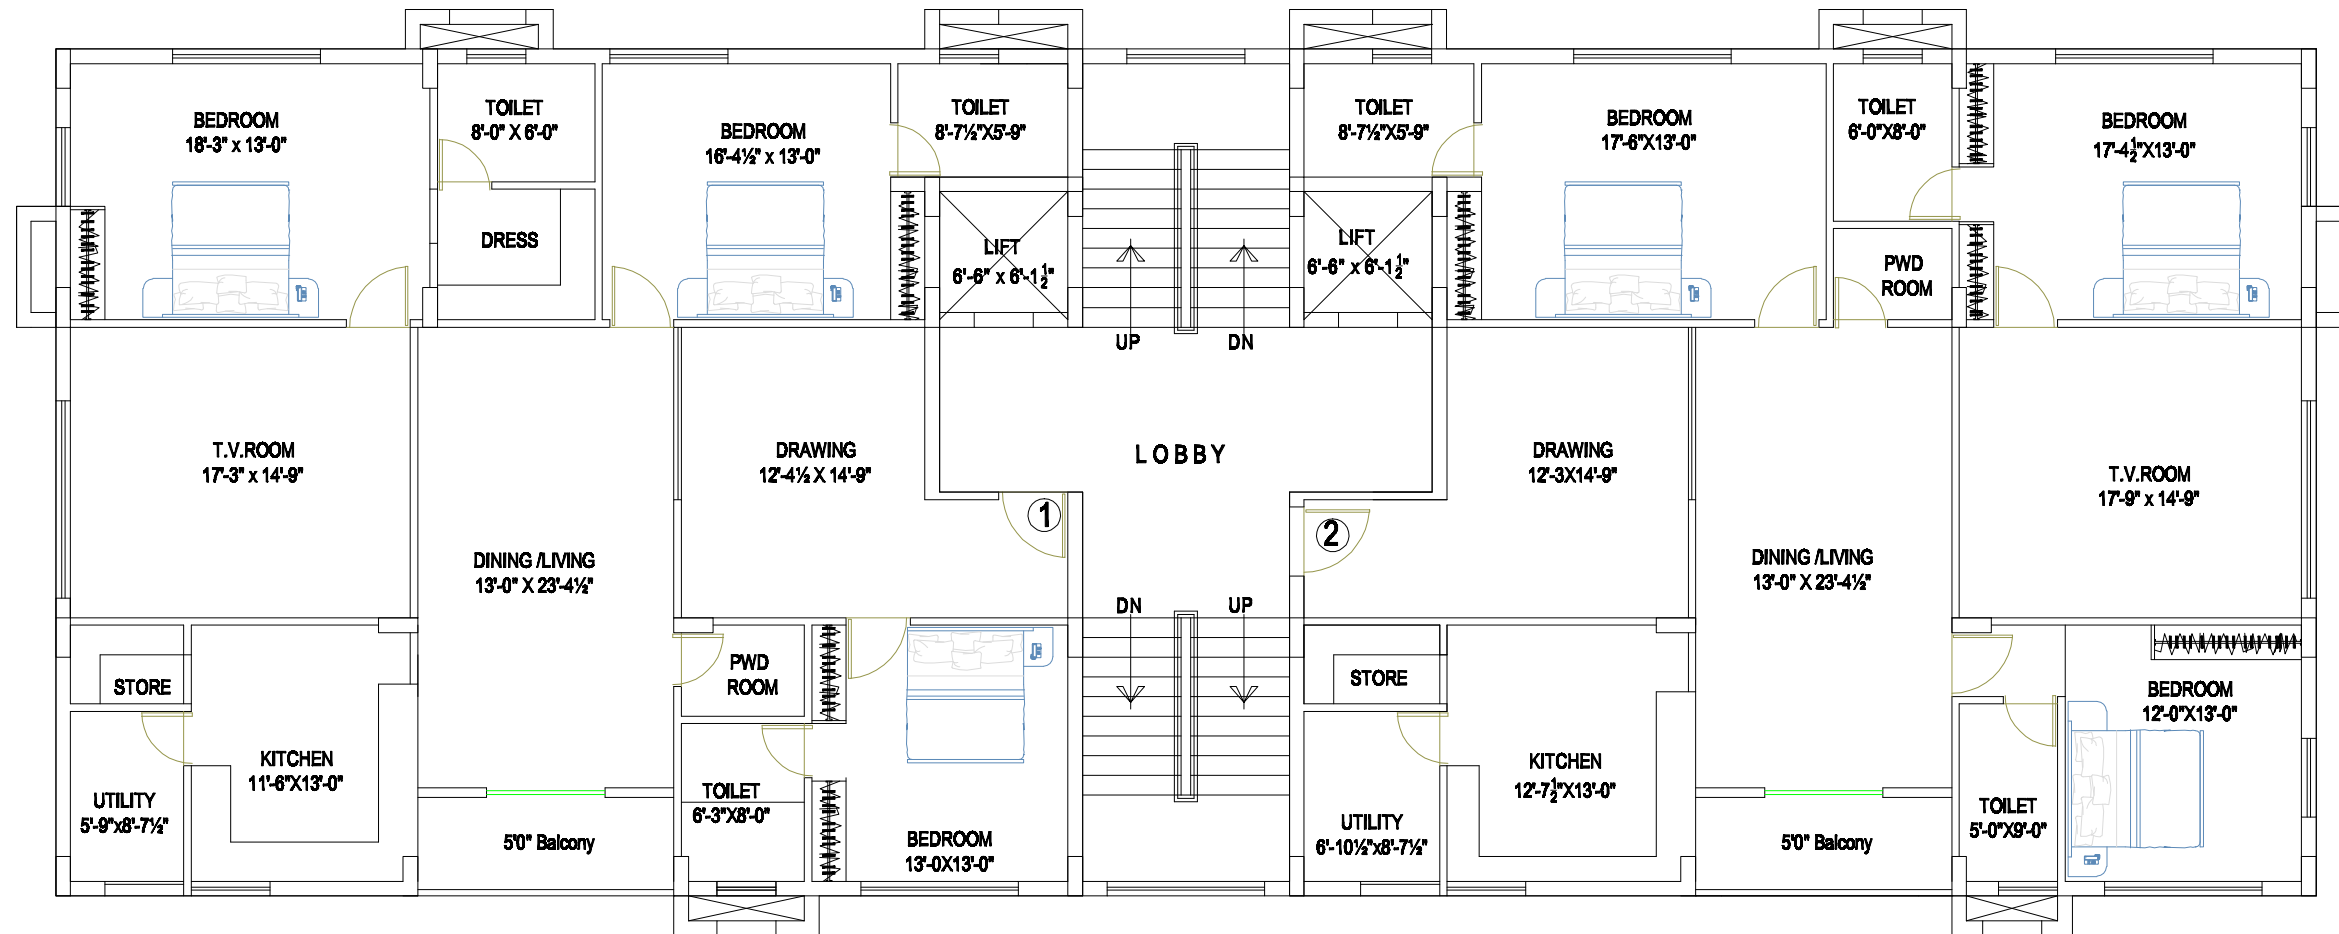 BEDROOM
18'-3" x 13'-0"
TOILET
8'-0" X 6'-0"
DRESS
BEDROOM
16'-4½" x 13'-0"
TOILET
8'-7½"X5'-9"
LIFT
6'-6" x 6'-1½"
UP
DN
TOILET
8'-7½"X5'-9"
LIFT
6'-6" x 6'-1½"
BEDROOM
17'-6"X13'-0"
TOILET
6'-0"X8'-0"
PWD
ROOM
BEDROOM
17'-4½"X13'-0"
T.V.ROOM
17'-3" x 14'-9"
DINING /LIVING
13'-0" X 23'-4½"
DRAWING
12'-4½ X 14'-9"
LOBBY
1
2
DRAWING
12'-3X14'-9"
DINING /LIVING
13'-0" X 23'-4½"
T.V.ROOM
17'-9" x 14'-9"
DN
UP
STORE
UTILITY
5'-9"x8'-7½"
KITCHEN
11'-6"X13'-0"
5'0" Balcony
PWD
ROOM
TOILET
6'-3"X8'-0"
BEDROOM
13'-0X13'-0"
STORE
UTILITY
6'-10½"x8'-7½"
KITCHEN
12'-7½"X13'-0"
5'0" Balcony
TOILET
5'-0"X9'-0"
BEDROOM
12'-0"X13'-0"